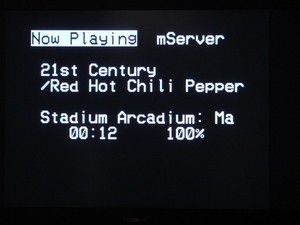 Now Playing mServer
21st Century
/Red Hot Chili Pepper
Stadium Arcadium: Ma
00:12 100%